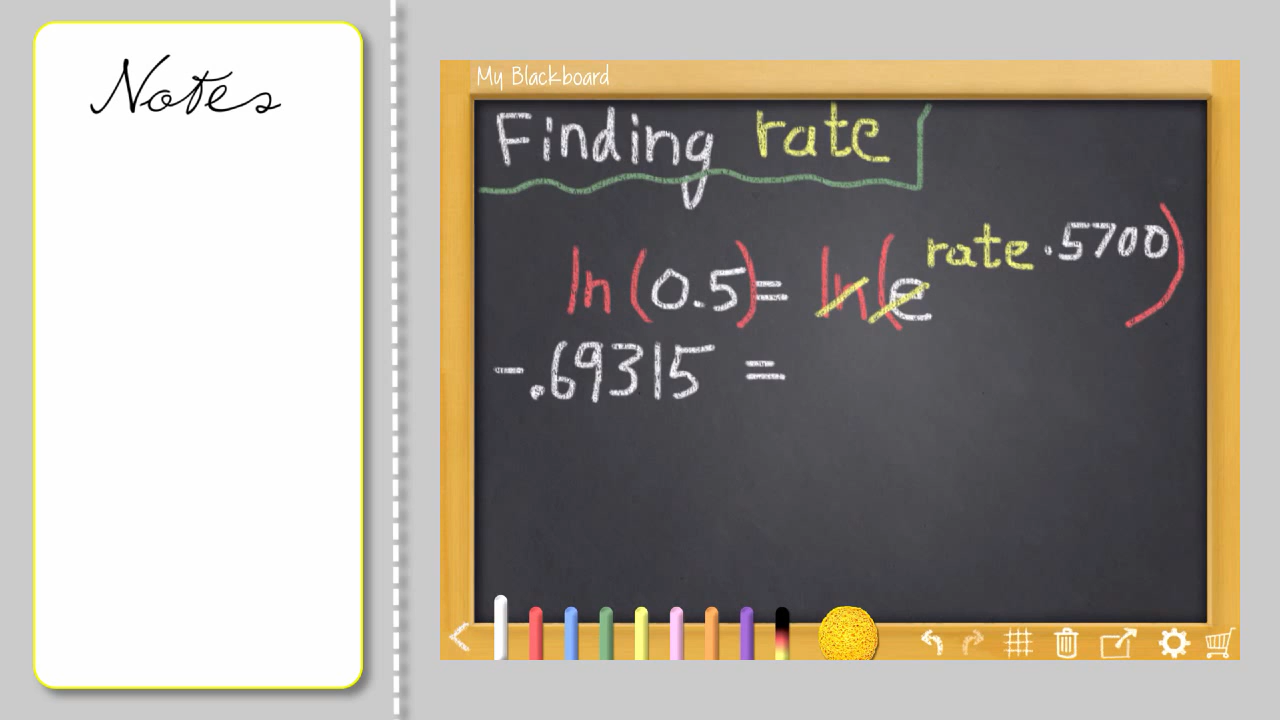 Notes
My Blackboard
Finding rate
ln(0.5)= ln(e^rate.5700)
-.69315 =